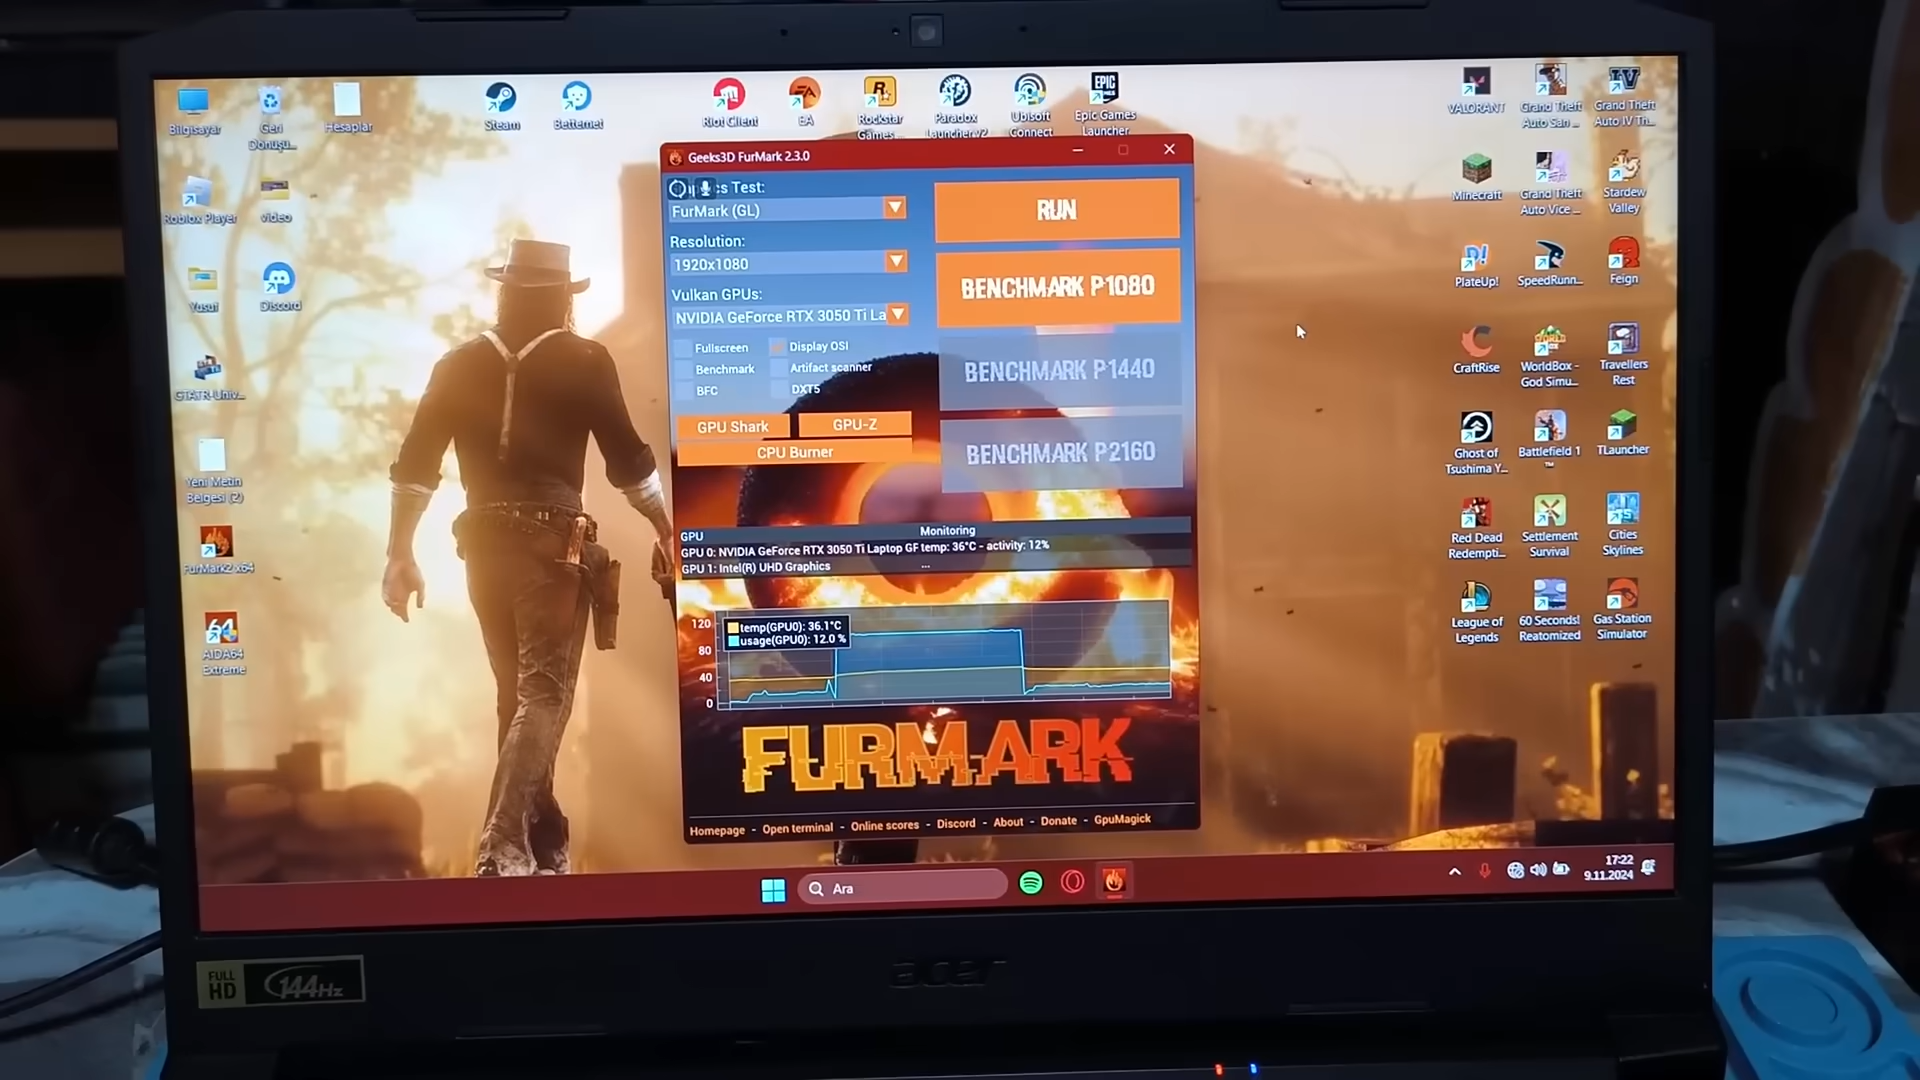 Bilgisayar
Geri
Dönüşü...
Hesaplar
Steam
Betternet
Riot Client
EA
Rockstar
Games...
Paradox
Launcher v2
Ubisoft
Connect
EPIC
Epic Games
Launcher
VALORANT
Grand Theft
Auto San ...
IV
Grand Theft
Auto IV Th...
Roblox Player
video
Minecraft
Grand Theft
Auto Vice ...
Stardew
Valley
Yusuf
Discord
PlateUp!
SpeedRunn...
Feign
GTATR-Univ...
CraftRise
WorldBox -
God Simu...
Travellers
Rest
Yeni Metin
Belgesi (2)
Ghost of
Tsushima Y...
Battlefield 1
™
TLauncher
FurMark2 x64
Red Dead
Redempti...
Settlement
Survival
Cities
Skylines
64
AIDA64
Extreme
League of
Legends
60 Seconds!
Reatomized
Gas Station
Simulator
Geeks3D FurMark 2.3.0
cs Test:
FurMark (GL)
RUN
Resolution:
1920x1080
BENCHMARK P1080
Vulkan GPUs:
NVIDIA GeForce RTX 3050 Ti La
Fullscreen
Display OSI
Benchmark
Artifact scanner
BFC
DXT5
BENCHMARK P1440
GPU Shark
GPU-Z
CPU Burner
BENCHMARK P2160
GPU
Monitoring
GPU 0: NVIDIA GeForce RTX 3050 Ti Laptop GF temp: 36°C - activity: 12%
GPU 1: Intel(R) UHD Graphics
...
120
80
40
0
temp(GPU0): 36.1°C
usage(GPU0): 12.0 %
FURMARK
Homepage - Open terminal - Online scores - Discord - About - Donate - GpuMagick
Ara
17:22
9.11.2024
FULL
HD
144Hz
acer